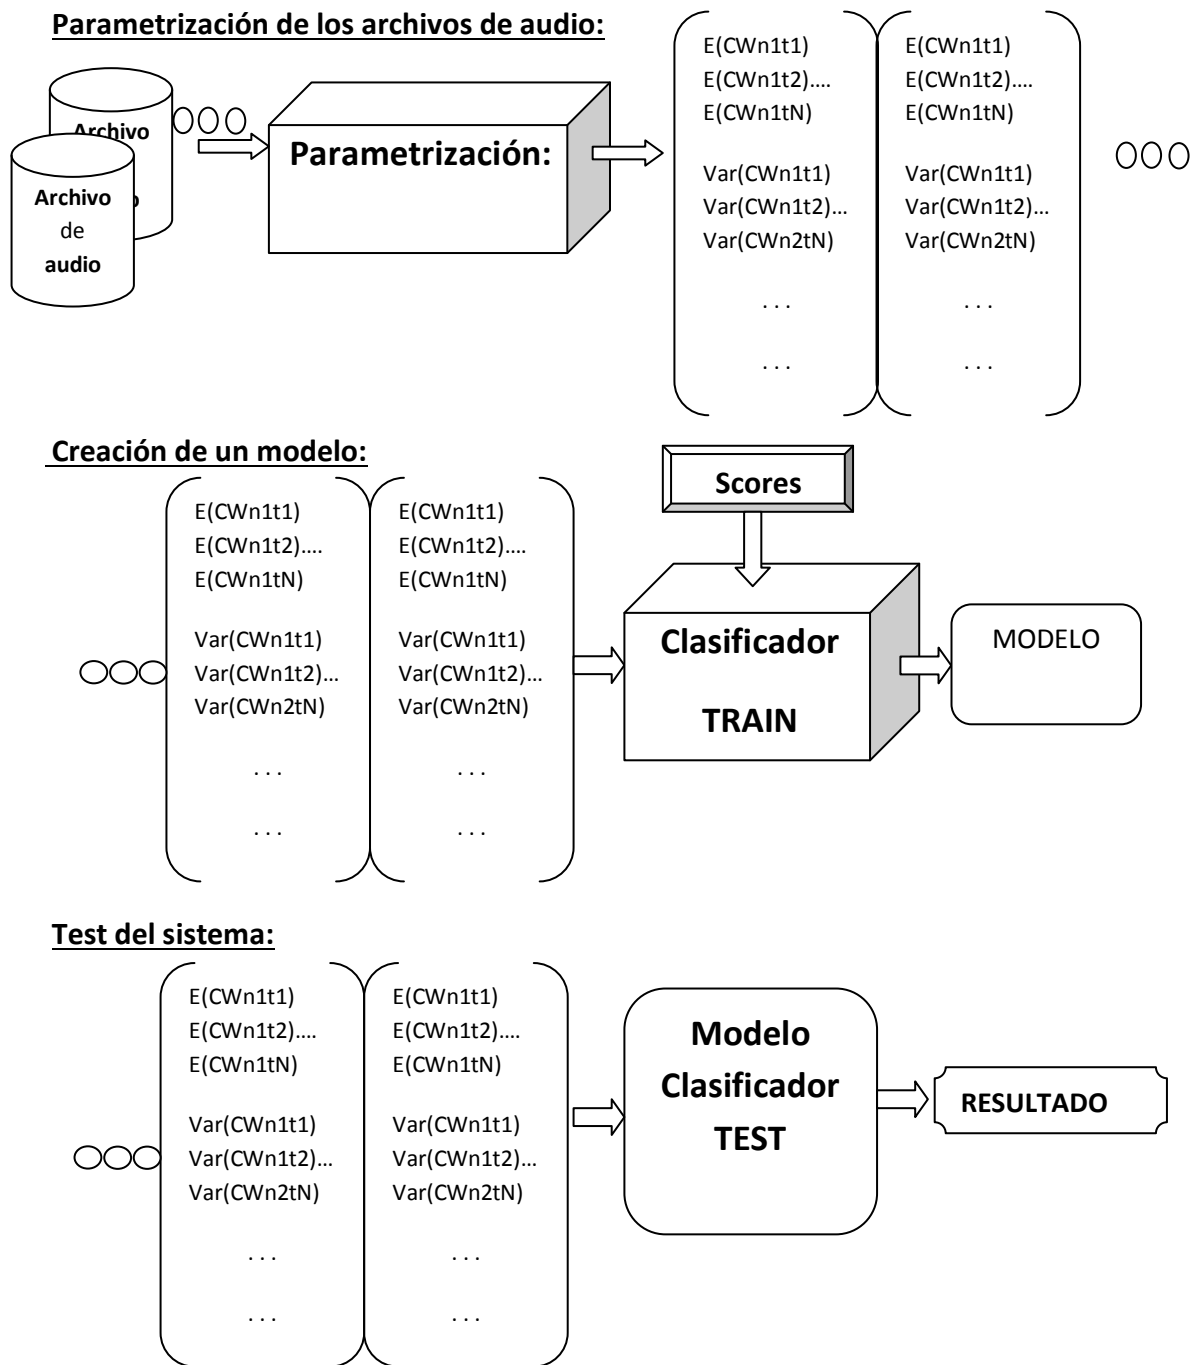 Parametrización de los archivos de audio:
Archivo
Archivo
de
audio
Parametrización:
E(CWn1t1)
E(CWn1t2)....
E(CWn1tN)
Var(CWn1t1)
Var(CWn1t2)...
Var(CWn2tN)
. . .
. . .
E(CWn1t1)
E(CWn1t2)....
E(CWn1tN)
Var(CWn1t1)
Var(CWn1t2)...
Var(CWn2tN)
. . .
. . .
Creación de un modelo:
E(CWn1t1)
E(CWn1t2)....
E(CWn1tN)
Var(CWn1t1)
Var(CWn1t2)...
Var(CWn2tN)
. . .
. . .
E(CWn1t1)
E(CWn1t2)....
E(CWn1tN)
Var(CWn1t1)
Var(CWn1t2)...
Var(CWn2tN)
. . .
. . .
Scores
Clasificador
TRAIN
MODELO
Test del sistema:
E(CWn1t1)
E(CWn1t2)....
E(CWn1tN)
Var(CWn1t1)
Var(CWn1t2)...
Var(CWn2tN)
. . .
. . .
E(CWn1t1)
E(CWn1t2)....
E(CWn1tN)
Var(CWn1t1)
Var(CWn1t2)...
Var(CWn2tN)
. . .
. . .
Modelo
Clasificador
TEST
RESULTADO